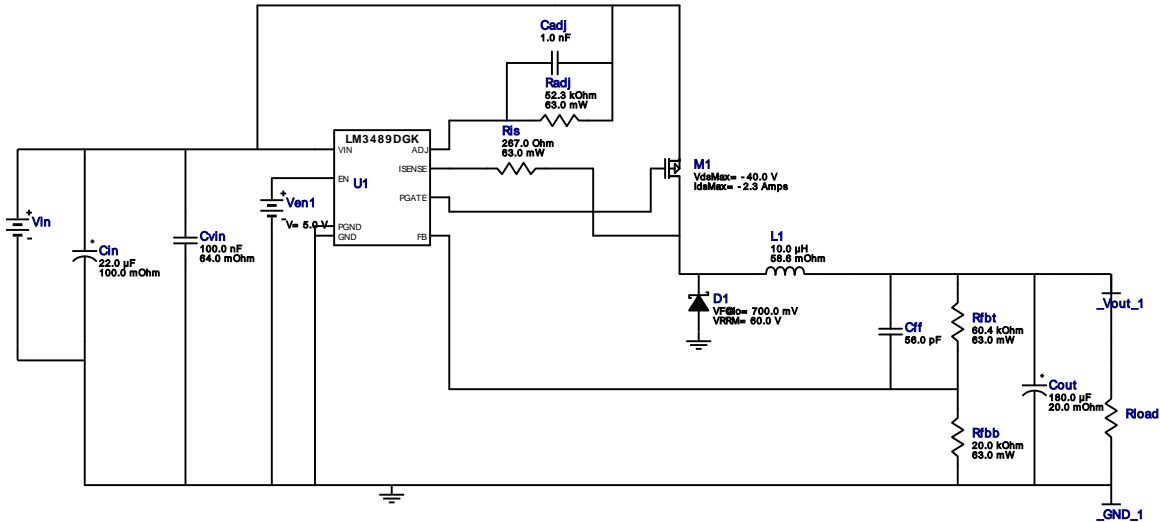 Cadj
1.0 nF
Radj
52.3 kOhm
63.0 mW
LM3489DGK
VIN
ADJ
ISENSE
EN
U1
PGATE
PGND
GND
FB
Ris
267.0 Ohm
63.0 mW
M1
VdsMax= -40.0 V
IdsMax= -2.3 Amps
Vin
+
-
Cin
22.0 µF
100.0 mOhm
Cvin
100.0 nF
64.0 mOhm
+
Ven1
-
V= 5.0 V
L1
10.0 µH
58.6 mOhm
D1
= 700.0 mV
VRRM= 60.0 V
Cff
56.0 pF
Rfbt
60.4 kOhm
63.0 mW
Rfbb
20.0 kOhm
63.0 mW
Cout
180.0 µF
20.0 mOhm
_Vout_1
Rload
_GND_1